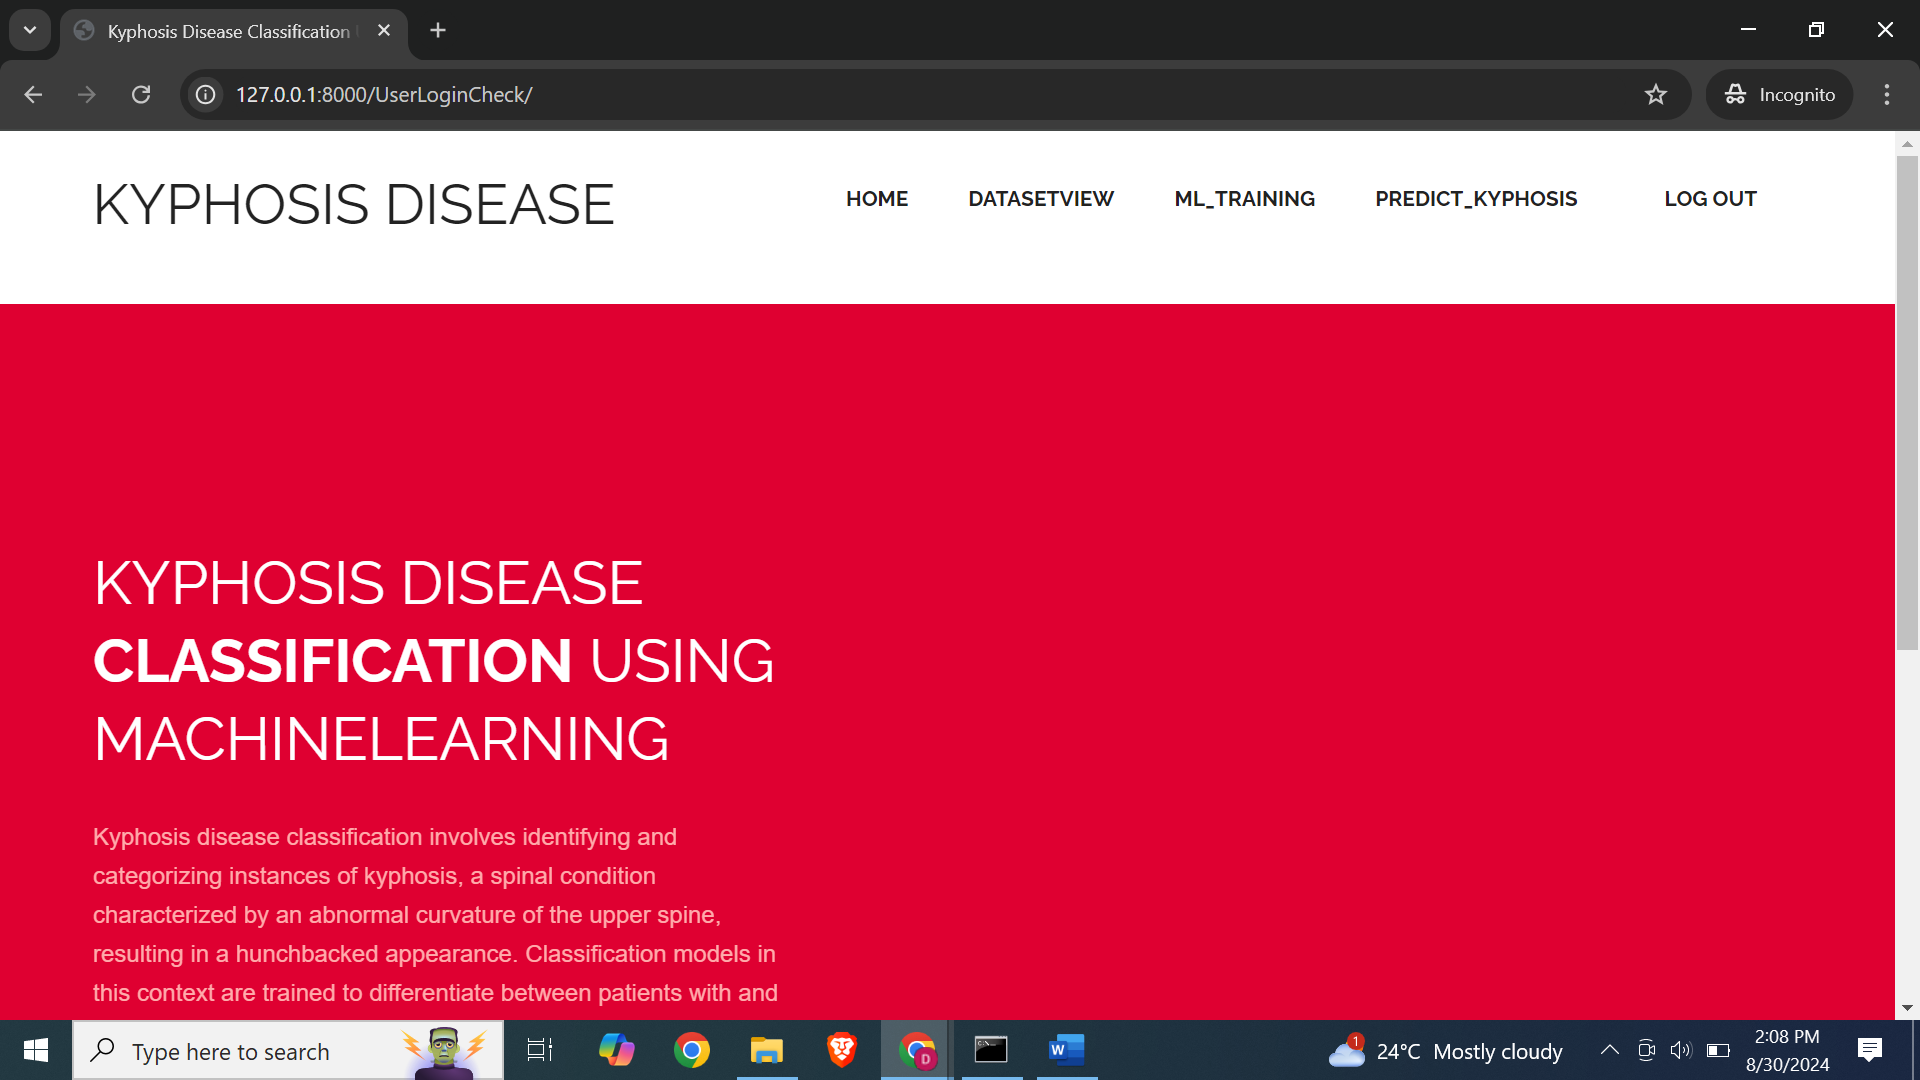 Kyphosis Disease Classification
127.0.0.1:8000/UserLoginCheck/
Incognito
KYPHOSIS DISEASE
HOME
DATASETVIEW
ML_TRAINING
PREDICT_KYPHOSIS
LOG OUT
KYPHOSIS DISEASE
CLASSIFICATION USING
MACHINELEARNING
Kyphosis disease classification involves identifying and
categorizing instances of kyphosis, a spinal condition
characterized by an abnormal curvature of the upper spine,
resulting in a hunchbacked appearance. Classification models in
this context are trained to differentiate between patients with and
Type here to search
D
W
1
24°C Mostly cloudy
2:08 PM
8/30/2024